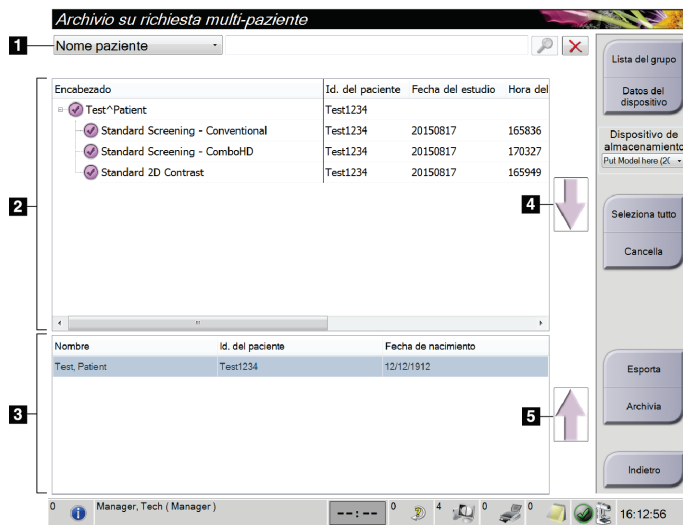 Archivio su richiesta multi-paziente
1
Nome paziente
Lista del grupo
Datos del
dispositivo
Dispositivo de
almacenamiento
Put Model here (2(
2
Encabezado Id. del paciente Fecha del estudio Hora del
Test^Patient Test1234
Standard Screening - Conventional Test1234 20150817 165836
Standard Screening - ComboHD Test1234 20150817 170327
Standard 2D Contrast Test1234 20150817 165949
4
Seleziona tutto
Cancella
3
Nombre Id. del paciente Fecha de nacimiento
Test, Patient Test1234 12/12/1912
5
Esporta
Archivia
Indietro
0 Manager, Tech ( Manager ) --:-- 0 4 0 0 16:12:56